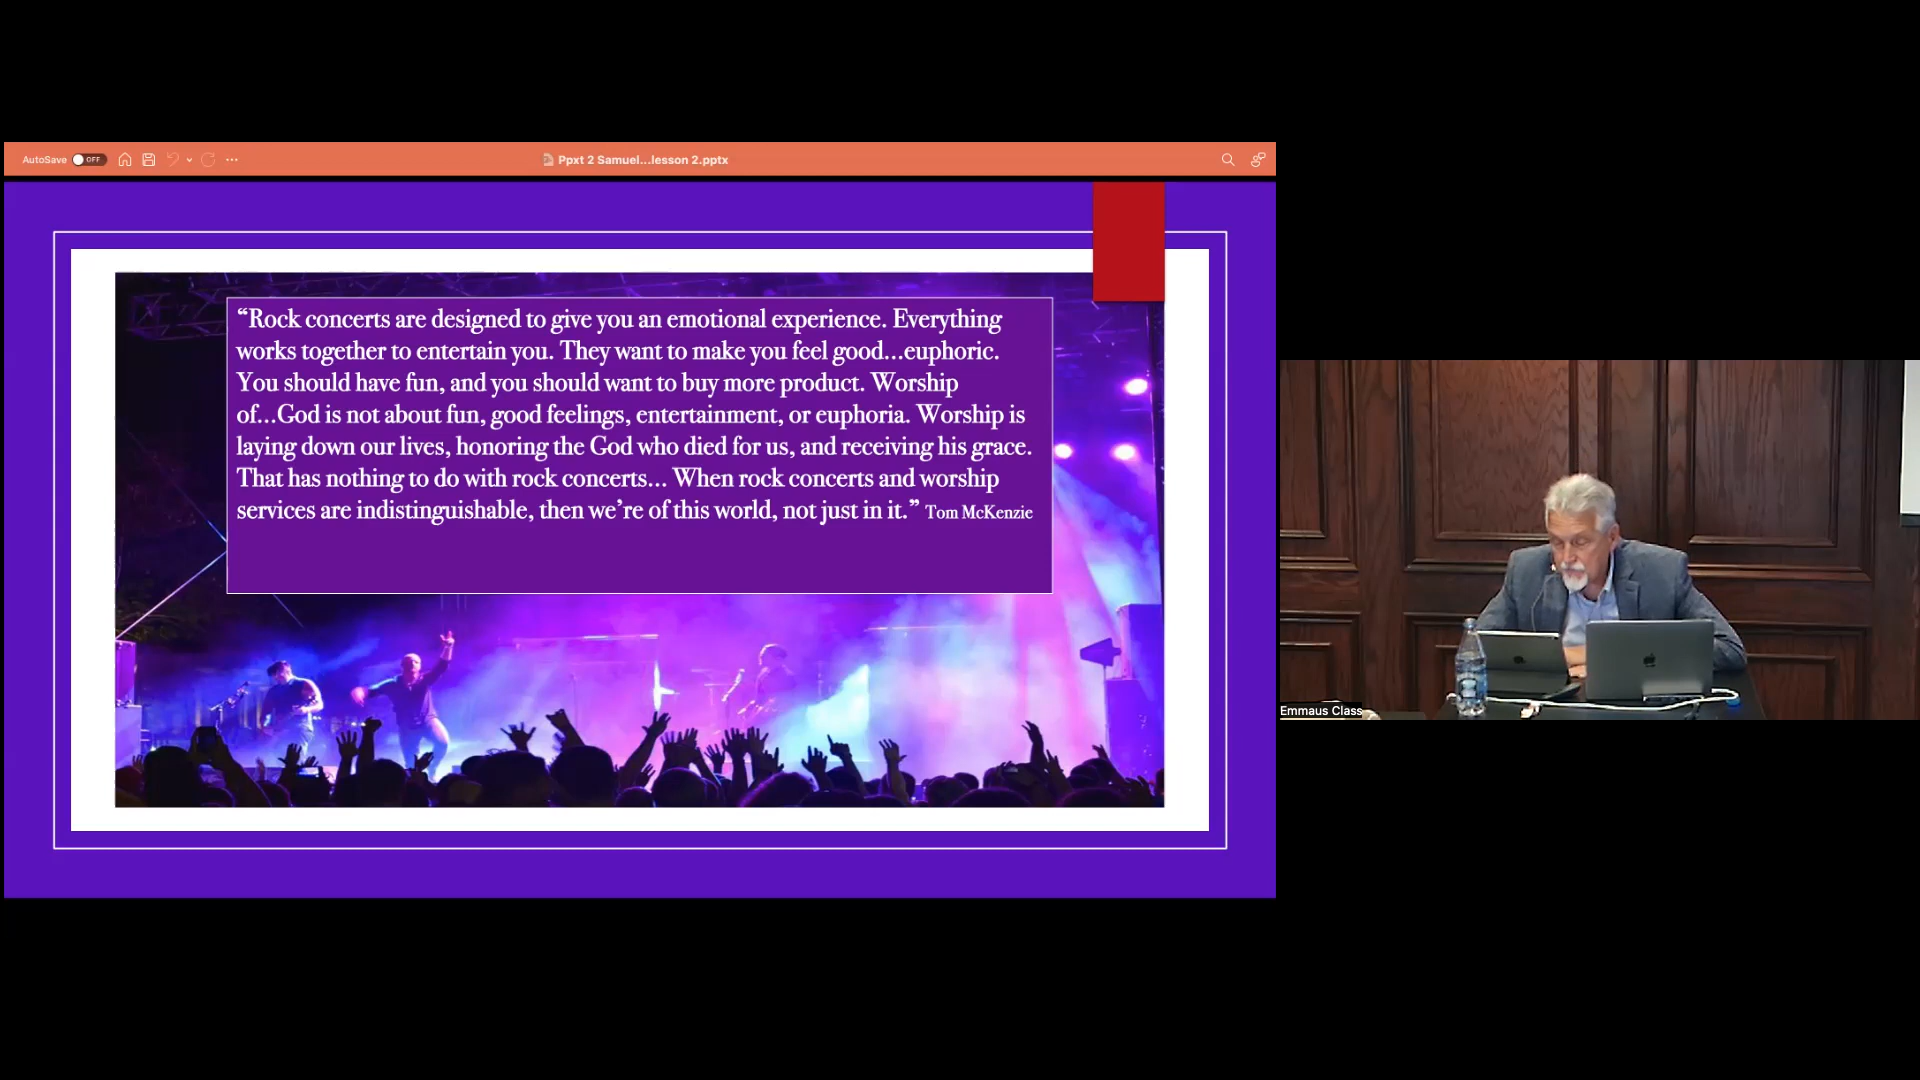 AutoSave OFF
Ppxt 2 Samuel...lesson 2.pptx
“Rock concerts are designed to give you an emotional experience. Everything
works together to entertain you. They want to make you feel good...euphoric.
You should have fun, and you should want to buy more product. Worship
of...God is not about fun, good feelings, entertainment, or euphoria. Worship is
laying down our lives, honoring the God who died for us, and receiving his grace.
That has nothing to do with rock concerts... When rock concerts and worship
services are indistinguishable, then we’re of this world, not just in it.” Tom McKenzie
Emmaus Class